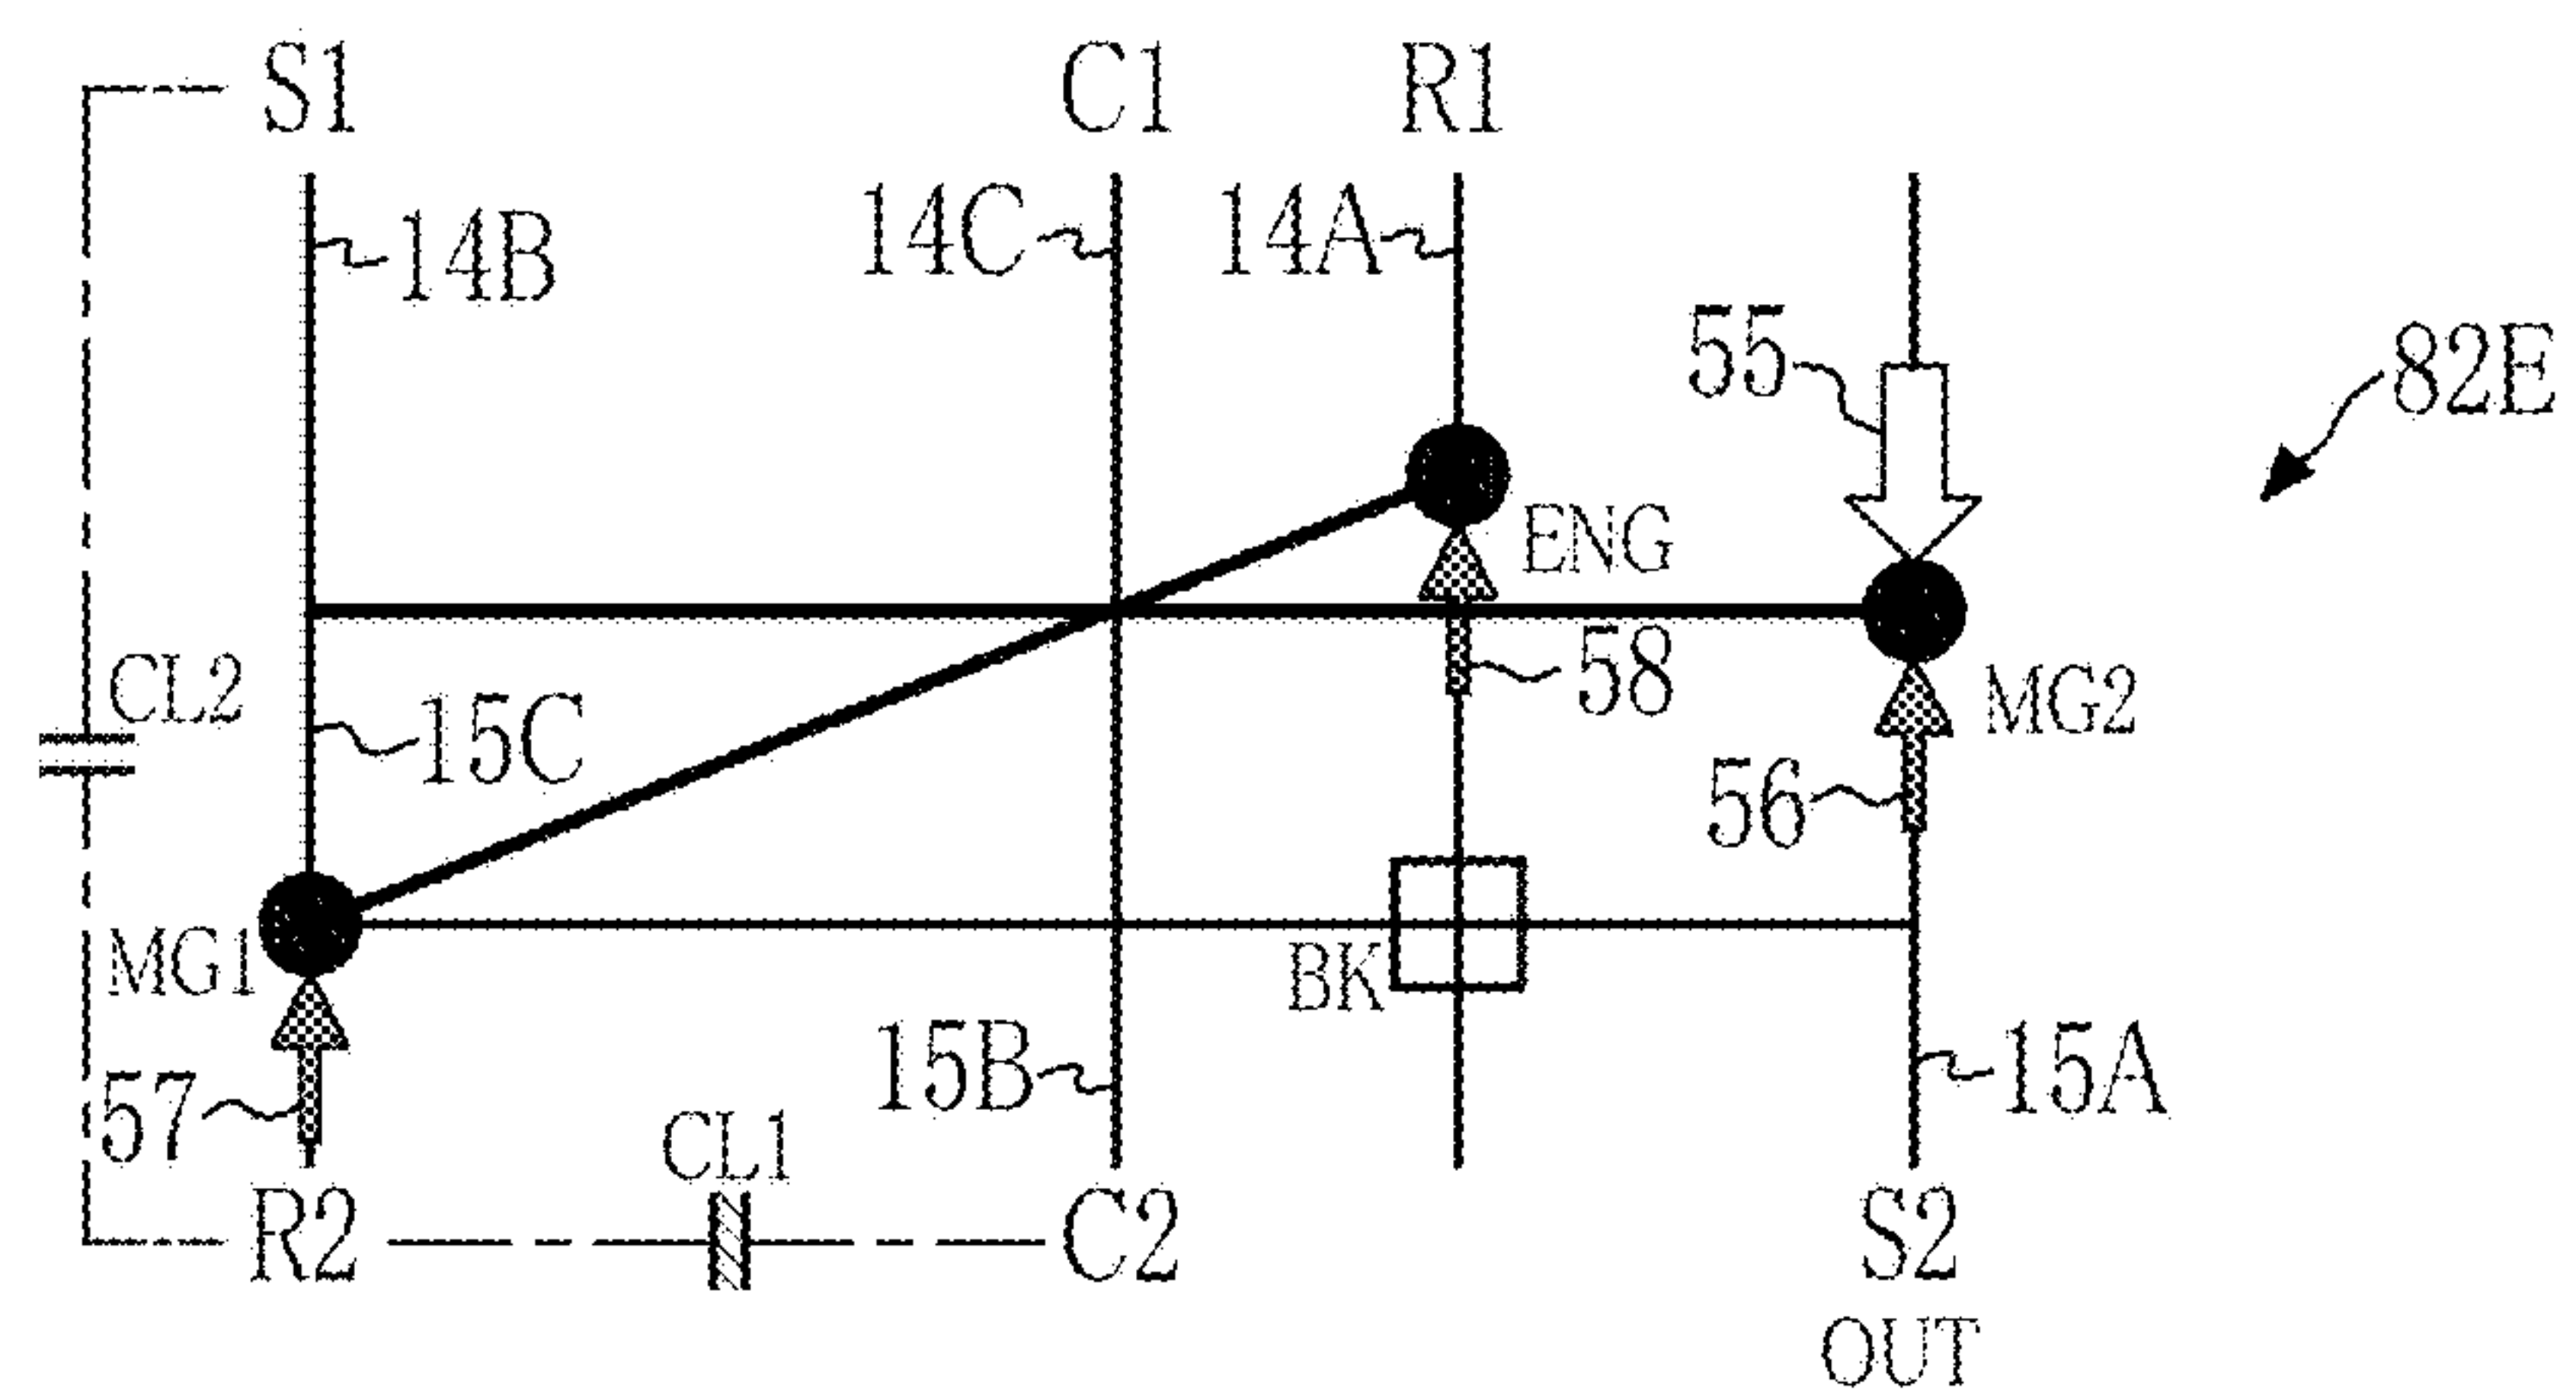 S1 C1 R1
14B 14C 14A
55 82E
ENG
CL2 15C 58 MG2
56
MG1 BK
57 CL1 15B 15A
R2 C2 S2
OUT